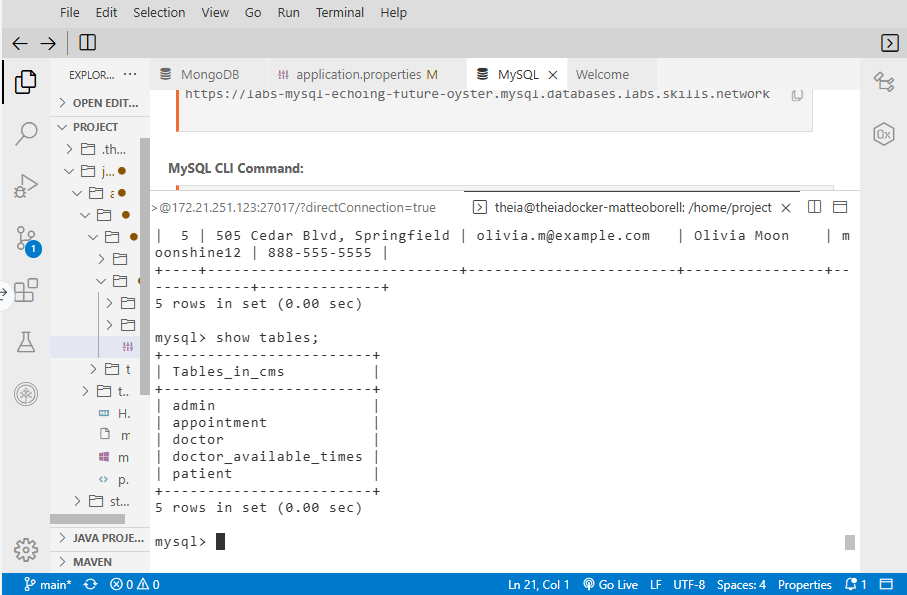 File Edit Selection View Go Run Terminal Help
EXPLOR... ···
MongoDB
application.properties M
MySQL
Welcome
OPEN EDIT...
PROJECT
.th...
j...
a
t
t..
H.
m
m
p.
st...
JAVA PROJE...
MAVEN
1
https://labs-mysql-echoing-future-oyster.mysql.databases.labs.skills.network
MySQL CLI Command:
>@172.21.251.123:27017/?directConnection=true
theia@theiadocker-matteoborell: /home/project
|  5 | 505 Cedar Blvd, Springfield | olivia.m@example.com   | Olivia Moon    | m
oonshine12 | 888-555-5555 |
+----+------------------------------+-------------------------+----------------+--
-----------+--------------+
5 rows in set (0.00 sec)
mysql> show tables;
+------------------------+
| Tables_in_cms          |
+------------------------+
| admin                  |
| appointment            |
| doctor                 |
| doctor_available_times |
| patient                |
+------------------------+
5 rows in set (0.00 sec)
mysql>
0x
main* 0 0 Ln 21, Col 1 Go Live LF UTF-8 Spaces: 4 Properties 1